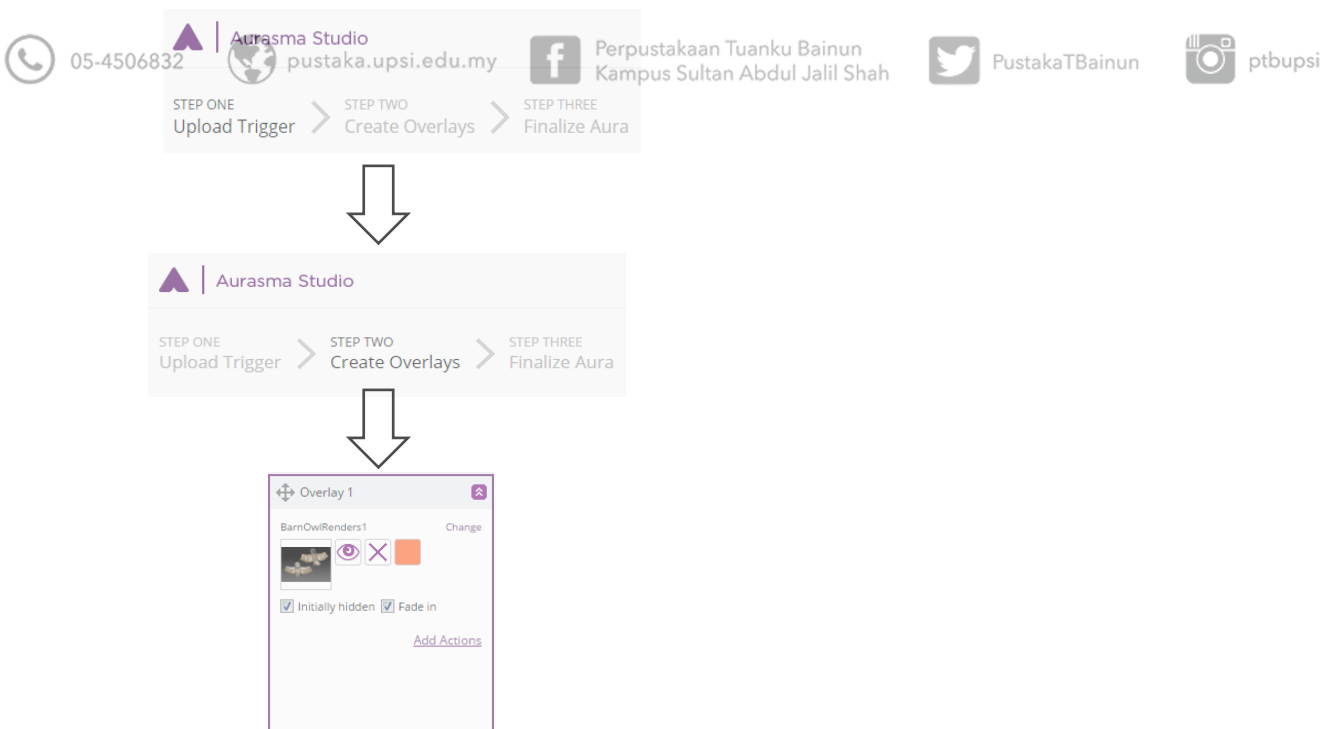 Aurasma Studio
05-4506832
pustaka.upsi.edu.my
Perpustakaan Tuanku Bainun
Kampus Sultan Abdul Jalil Shah
PustakaTBainun
ptbupsi
STEP ONE
Upload Trigger
STEP TWO
Create Overlays
STEP THREE
Finalize Aura
Aurasma Studio
STEP ONE
Upload Trigger
STEP TWO
Create Overlays
STEP THREE
Finalize Aura
Overlay 1
BarnOwlRenders1
Change
Initially hidden
Fade in
Add Actions